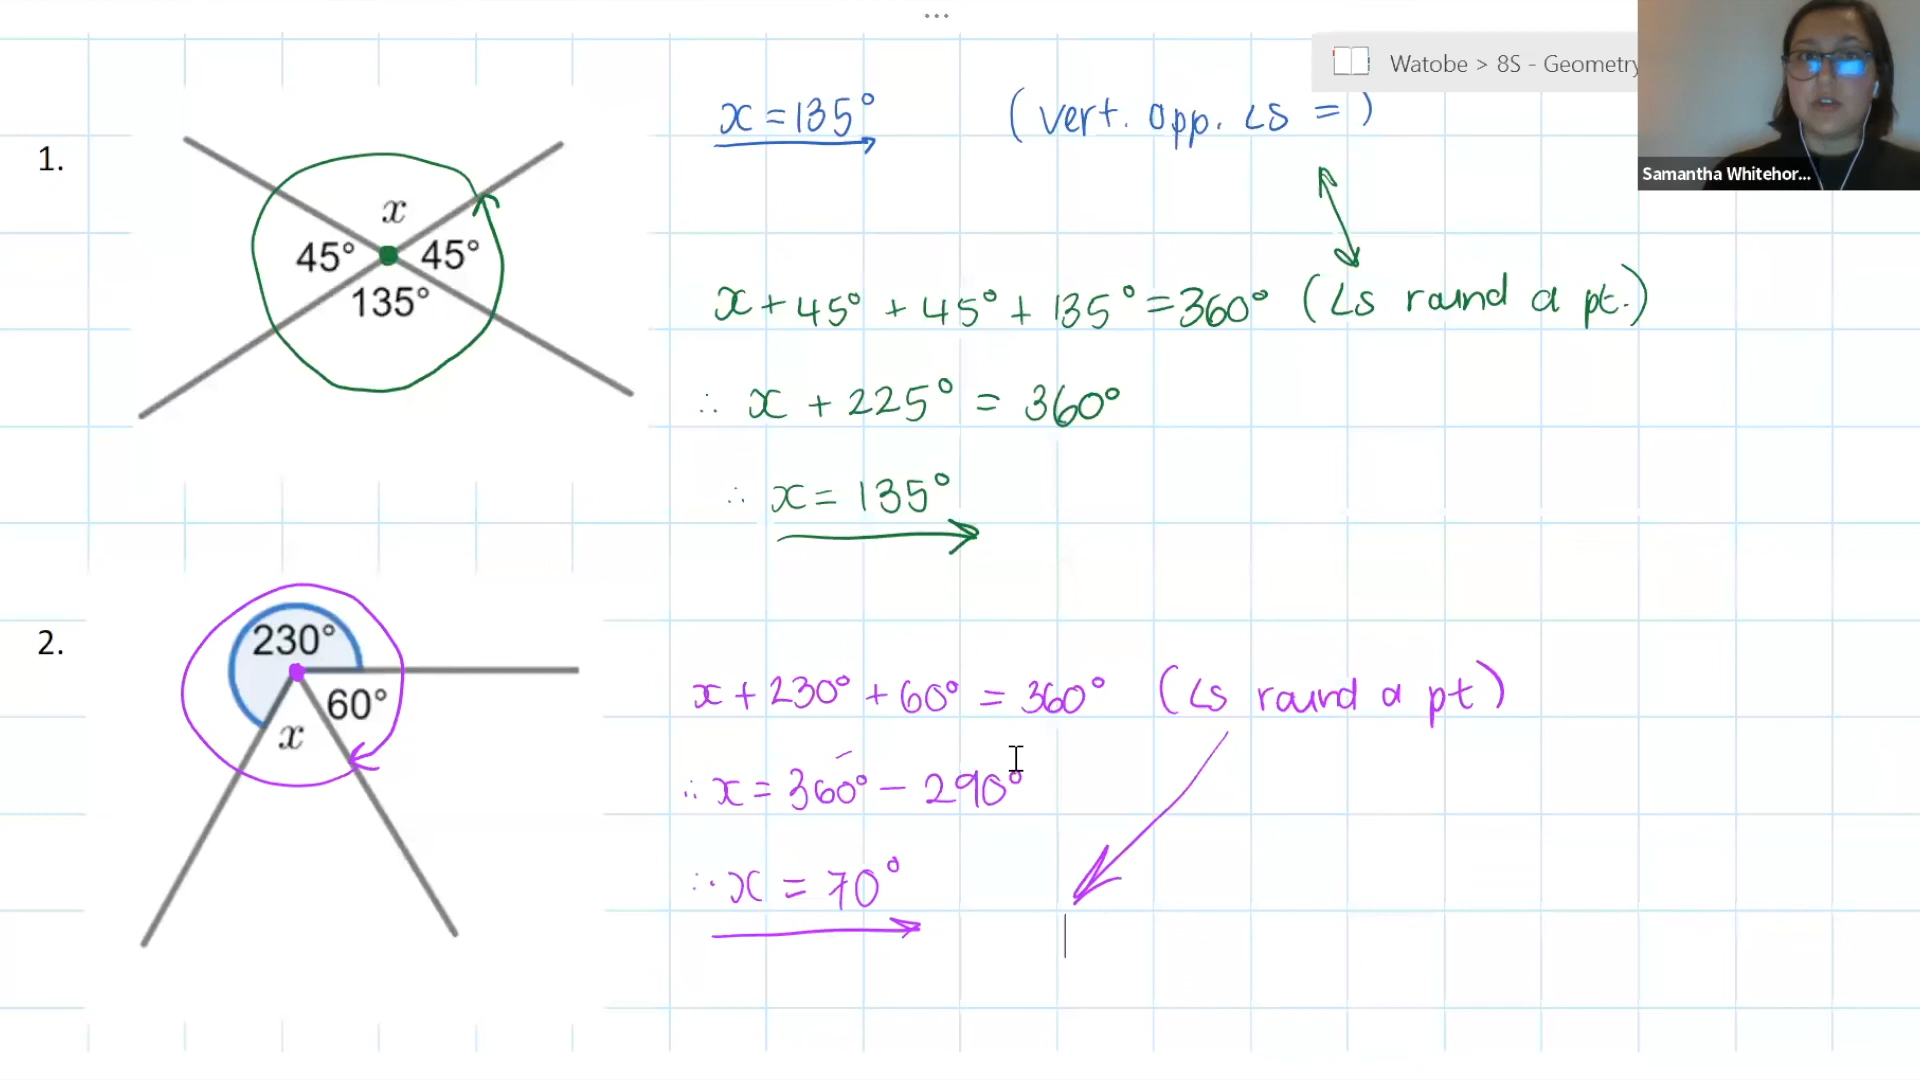 ...
Watobe > 8S - Geometry
Samantha Whitehor...
1.
x
45° 45°
135°
x = 135° (vert. opp. ∠s = )
x + 45° + 45° + 135° = 360° (∠s round a pt.)
∴ x + 225° = 360°
∴ x = 135°
2.
230°
60°
x
x + 230° + 60° = 360° (∠s round a pt)
∴ x = 360° − 290°
∴ x = 70°